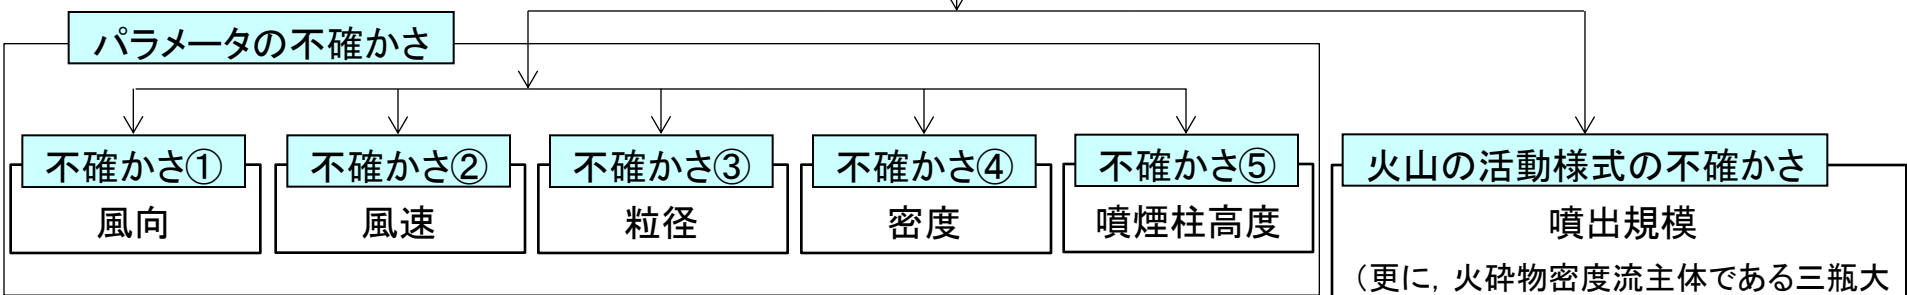 パラメータの不確かさ
不確かさ①
風向
不確かさ②
風速
不確かさ③
粒径
不確かさ④
密度
不確かさ⑤
噴煙柱高度
火山の活動様式の不確かさ
噴出規模
（更に，火砕物密度流主体である三瓶大